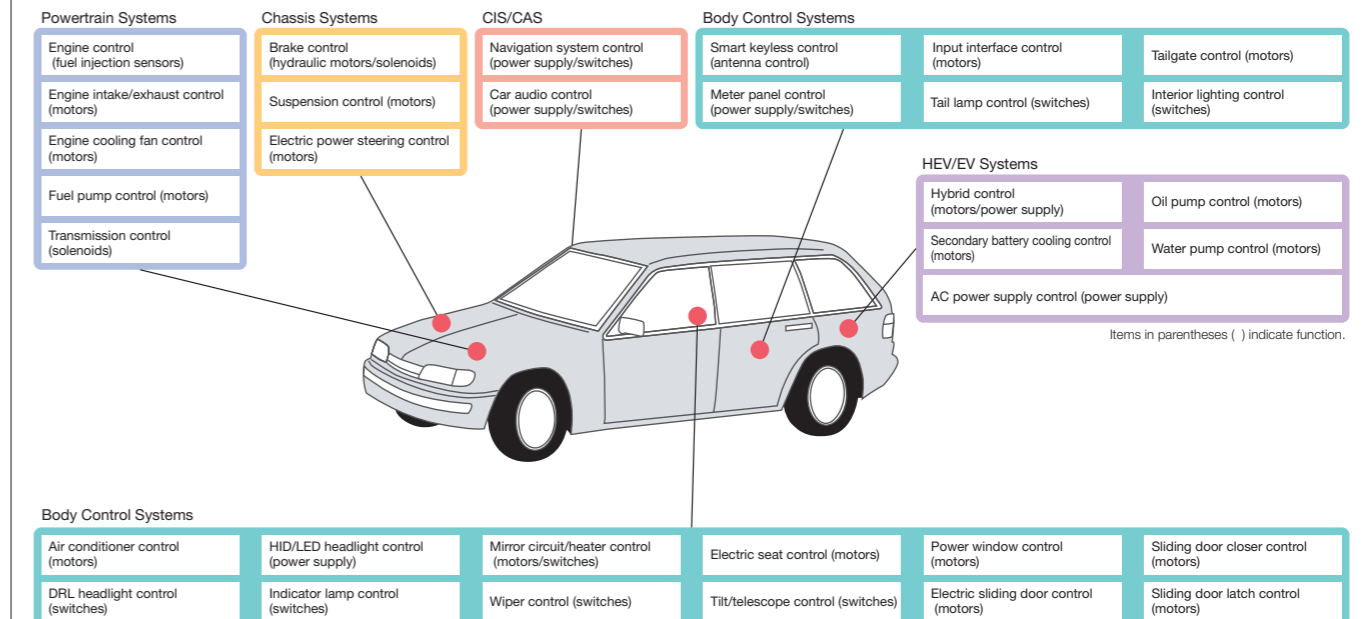 Powertrain Systems
Engine control
(fuel injection sensors)
Engine intake/exhaust control
(motors)
Engine cooling fan control
(motors)
Fuel pump control (motors)
Transmission control
(solenoids)
Chassis Systems
Brake control
(hydraulic motors/solenoids)
Suspension control (motors)
Electric power steering control
(motors)
CIS/CAS
Navigation system control
(power supply/switches)
Car audio control
(power supply/switches)
Body Control Systems
Smart keyless control
(antenna control)
Input interface control
(motors)
Tailgate control (motors)
Meter panel control
(power supply/switches)
Tail lamp control (switches)
Interior lighting control
(switches)
HEV/EV Systems
Hybrid control
(motors/power supply)
Oil pump control (motors)
Secondary battery cooling control
(motors)
Water pump control (motors)
AC power supply control (power supply)
Items in parentheses ( ) indicate function.
Body Control Systems
Air conditioner control
(motors)
HID/LED headlight control
(power supply)
Mirror circuit/heater control
(motors/switches)
Electric seat control (motors)
Power window control
(motors)
Sliding door closer control
(motors)
DRL headlight control
(switches)
Indicator lamp control
(switches)
Wiper control (switches)
Tilt/telescope control (switches)
Electric sliding door control
(motors)
Sliding door latch control
(motors)